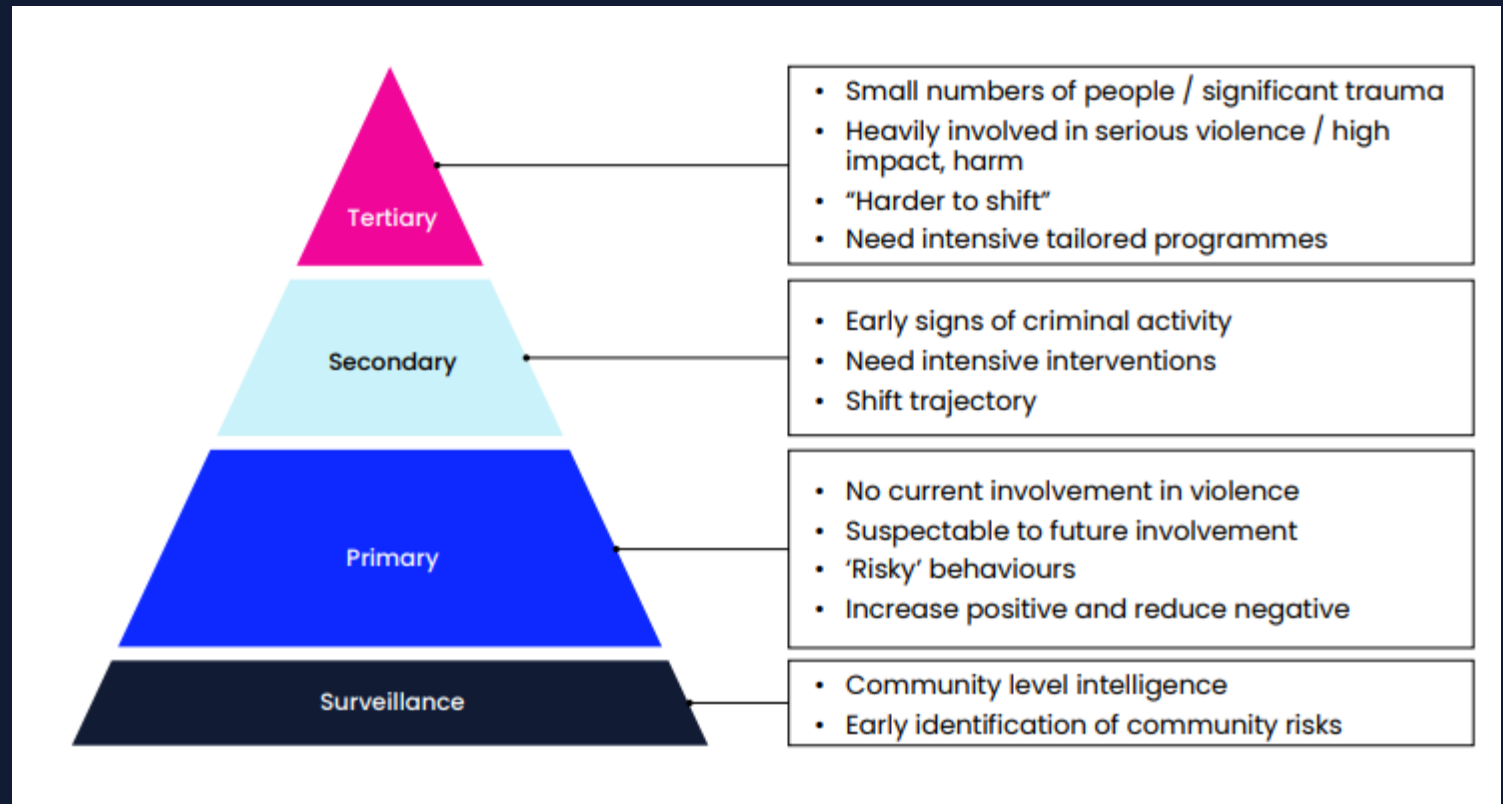 Tertiary
• Small numbers of people / significant trauma
• Heavily involved in serious violence / high
impact, harm
• “Harder to shift”
• Need intensive tailored programmes
Secondary
• Early signs of criminal activity
• Need intensive interventions
• Shift trajectory
Primary
• No current involvement in violence
• Suspectable to future involvement
• ‘Risky’ behaviours
• Increase positive and reduce negative
Surveillance
• Community level intelligence
• Early identification of community risks